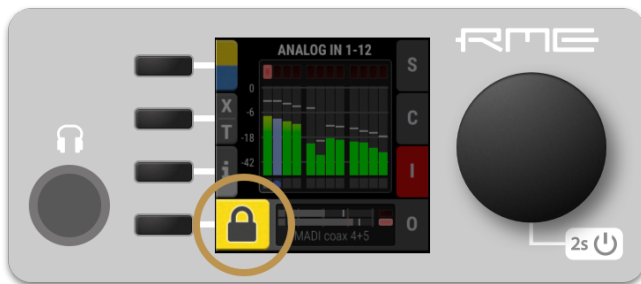 RME
ANALOG IN 1-12
S
0
X
-6
C
T
-18
i
-42
I
MADI coax 4+5
O
2s